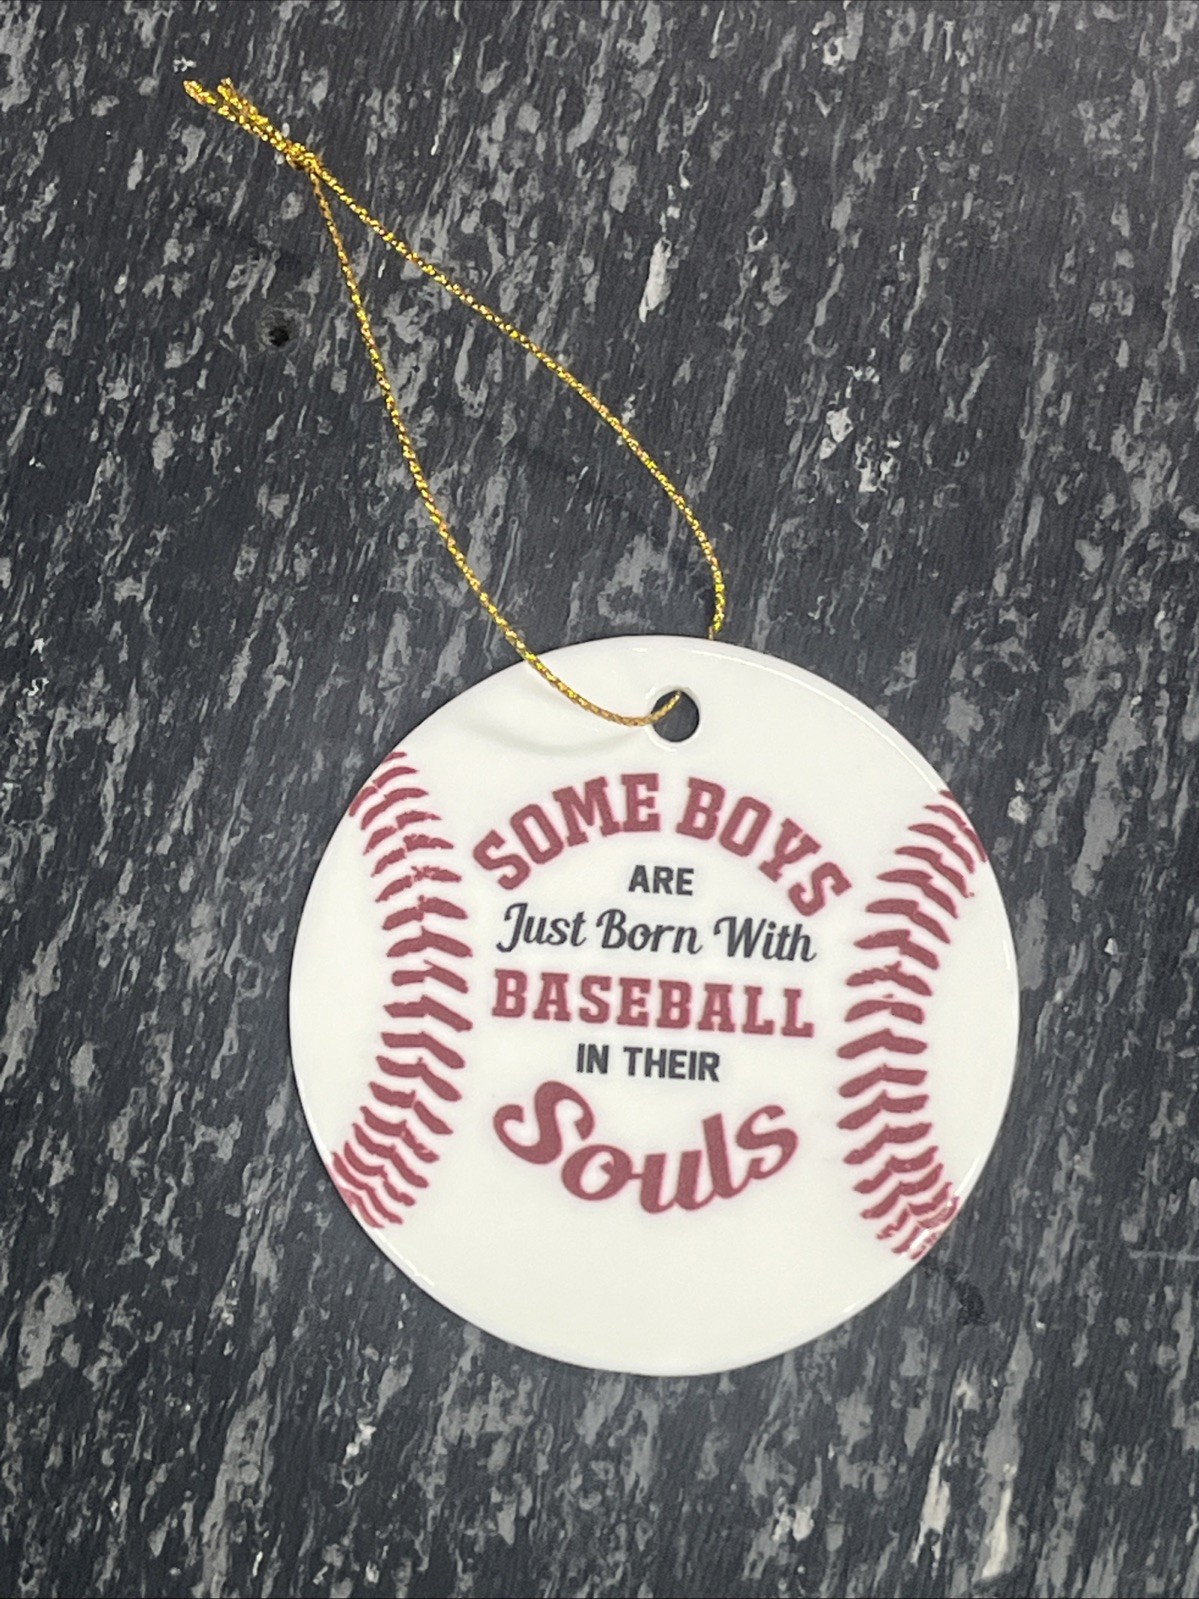 SOME BOYS
ARE
Just Born With
BASEBALL
IN THEIR
Souls